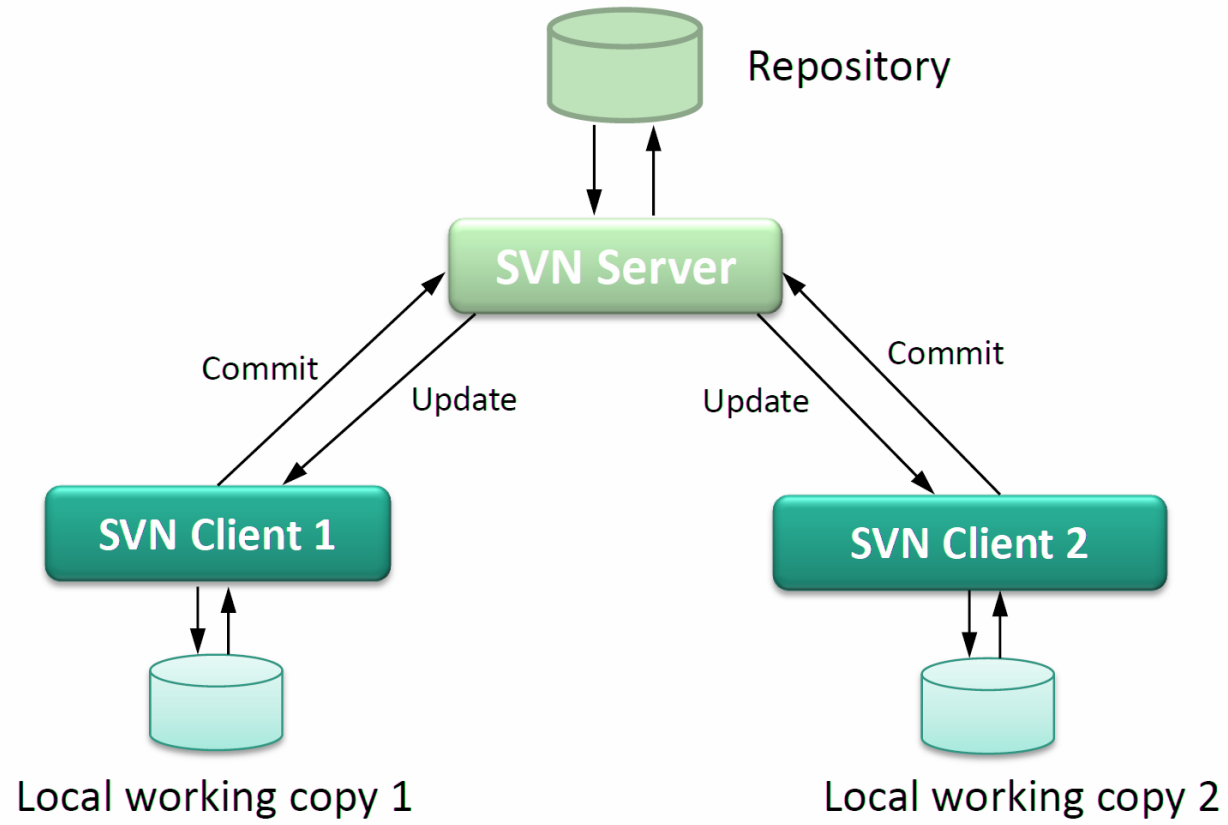 Repository
SVN Server
Commit
Update
Update
Commit
SVN Client 1
SVN Client 2
Local working copy 1
Local working copy 2